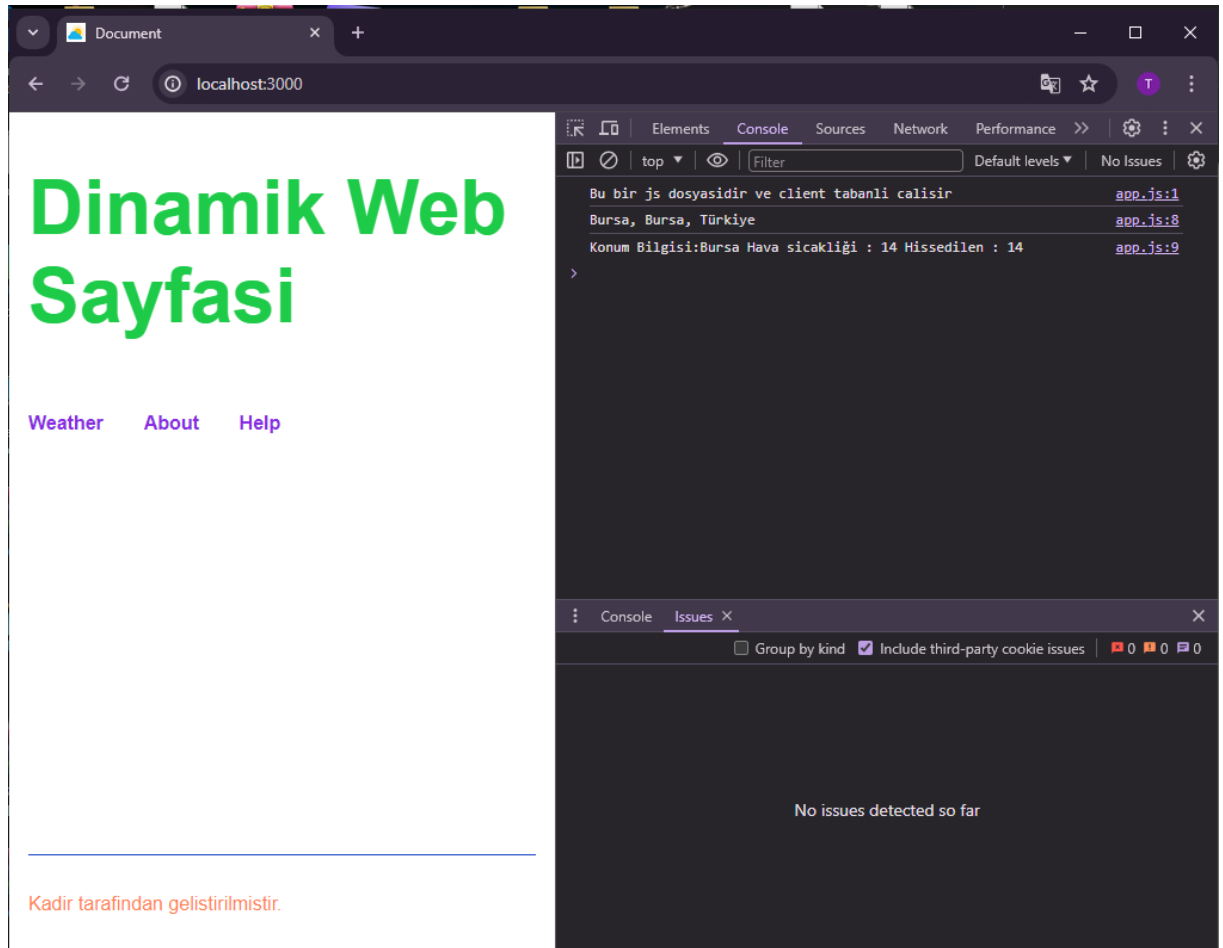 Document
localhost:3000
T
Dinamik Web
Sayfasi
Weather About Help
Kadir tarafindan gelistirilmistir.
Elements Console Sources Network Performance
top Filter Default levels No Issues
Bu bir js dosyasidir ve client tabanli calisir app.js:1
Bursa, Bursa, Türkiye app.js:8
Konum Bilgisi:Bursa Hava sicakliği : 14 Hissedilen : 14 app.js:9
Console Issues
Group by kind Include third-party cookie issues 0 0 0
No issues detected so far